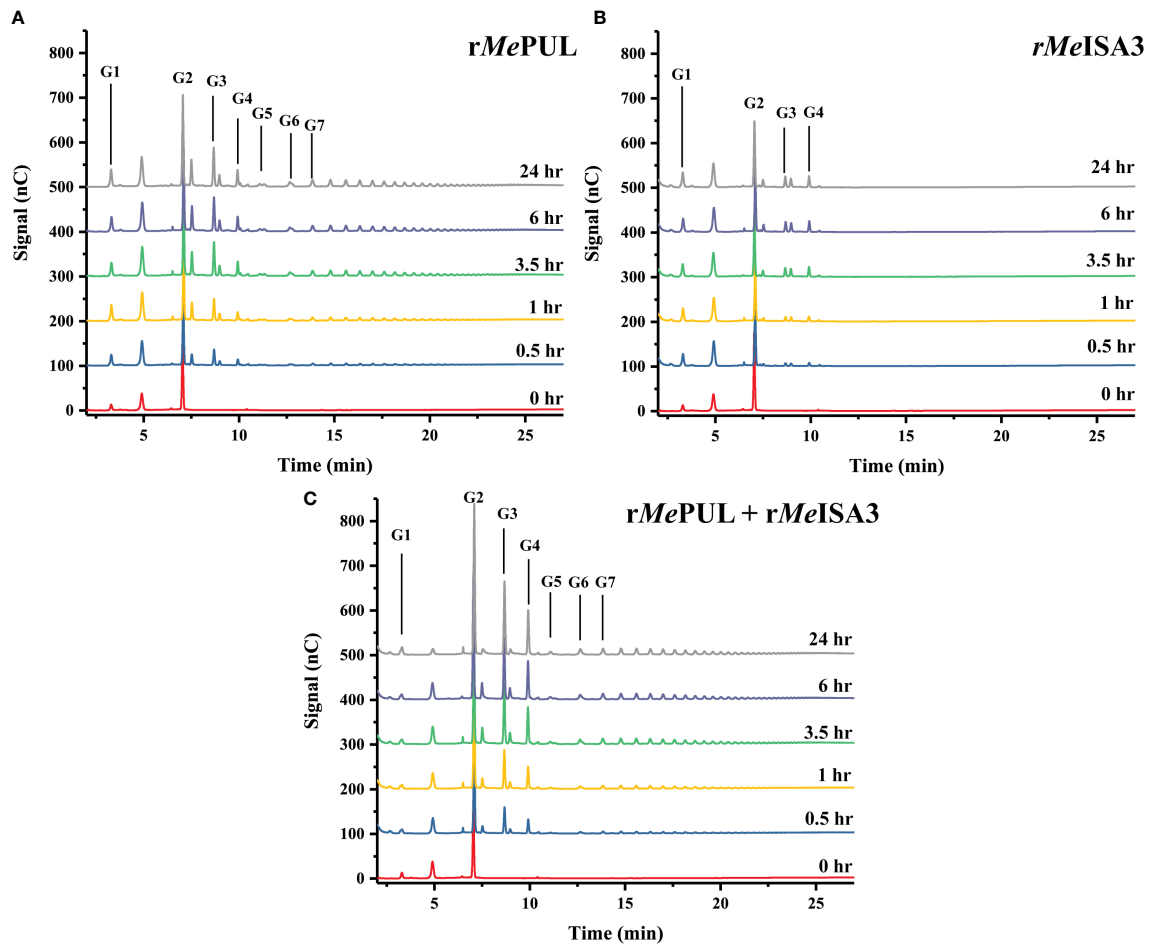 A
rMePUL
Signal (nC)
800
700
600
500
400
300
200
100
0
G1
G2
G3
G4
G5
G6
G7
24 hr
6 hr
3.5 hr
1 hr
0.5 hr
0 hr
5
10
15
20
25
Time (min)
B
rMeISA3
Signal (nC)
800
700
600
500
400
300
200
100
0
G1
G2
G3
G4
24 hr
6 hr
3.5 hr
1 hr
0.5 hr
0 hr
5
10
15
20
25
Time (min)
C
rMePUL + rMeISA3
Signal (nC)
800
700
600
500
400
300
200
100
0
G1
G2
G3
G4
G5
G6
G7
24 hr
6 hr
3.5 hr
1 hr
0.5 hr
0 hr
5
10
15
20
25
Time (min)